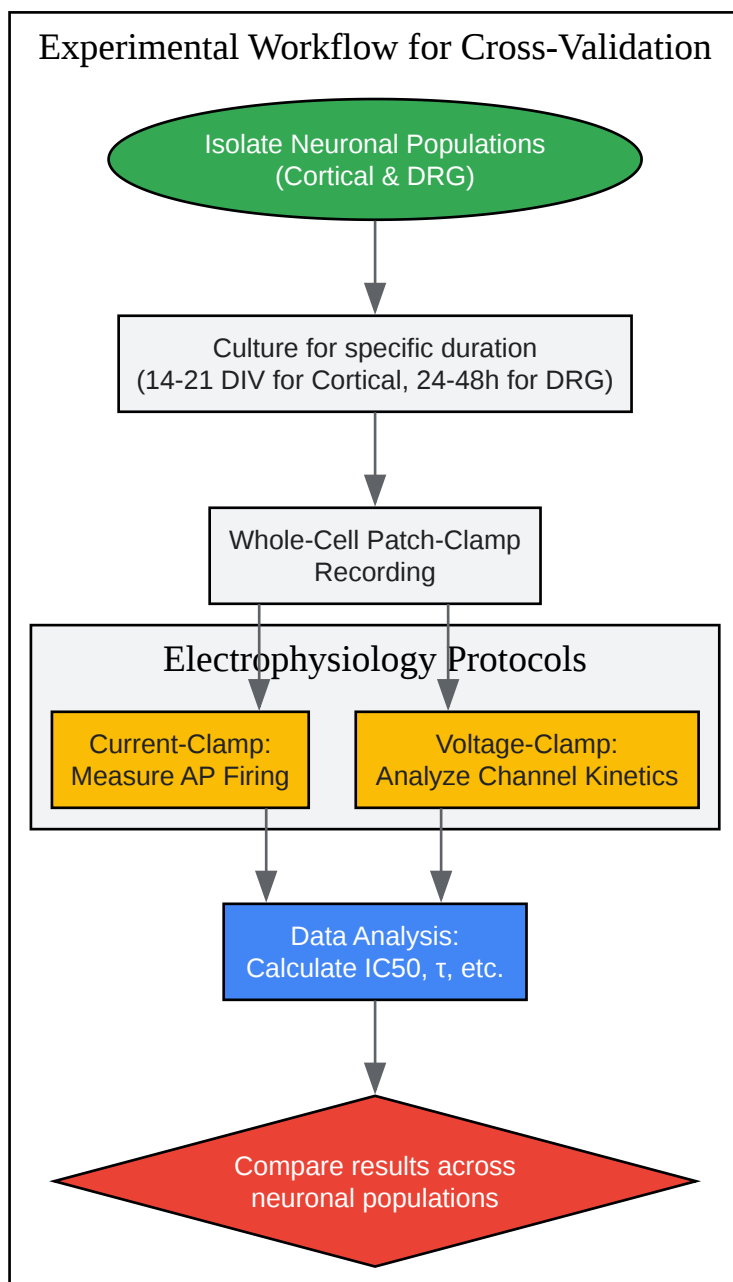 Experimental Workflow for Cross-Validation
Isolate Neuronal Populations
(Cortical & DRG)
Culture for specific duration
(14-21 DIV for Cortical, 24-48h for DRG)
Whole-Cell Patch-Clamp
Recording
Electrophysiology Protocols
Current-Clamp:
Measure AP Firing
Voltage-Clamp:
Analyze Channel Kinetics
Data Analysis:
Calculate IC50, τ, etc.
Compare results across
neuronal populations